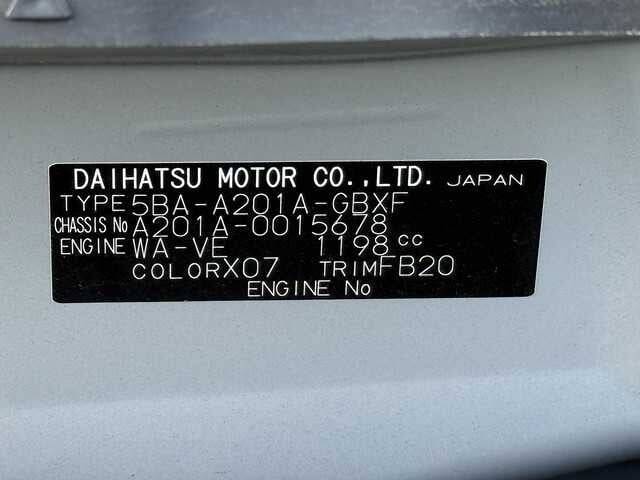 DAIHATSU MOTOR CO.,LTD. JAPAN
TYPE 5BA-A201A-GBXF
CHASSIS No A201A-0015678
ENGINE WA-VE 1198 cc
COLOR X07 TRIM FB20
ENGINE No